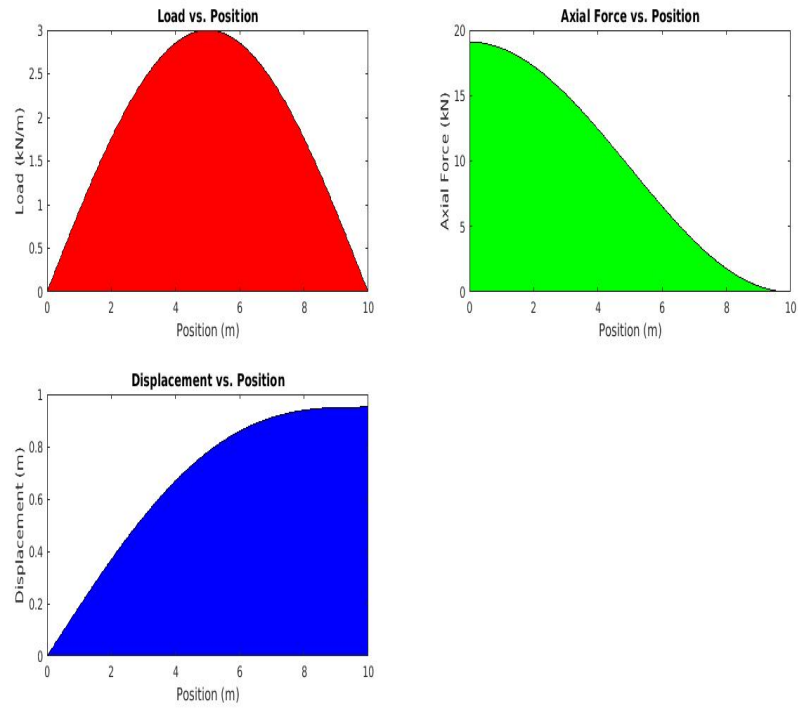 Load vs. Position
3
2.5
2
1.5
1
0.5
0
Load (kN/m)
0 2 4 6 8 10
Position (m)
Axial Force vs. Position
20
15
10
5
0
Axial Force (kN)
0 2 4 6 8 10
Position (m)
Displacement vs. Position
1
0.8
0.6
0.4
0.2
0
Displacement (m)
0 2 4 6 8 10
Position (m)